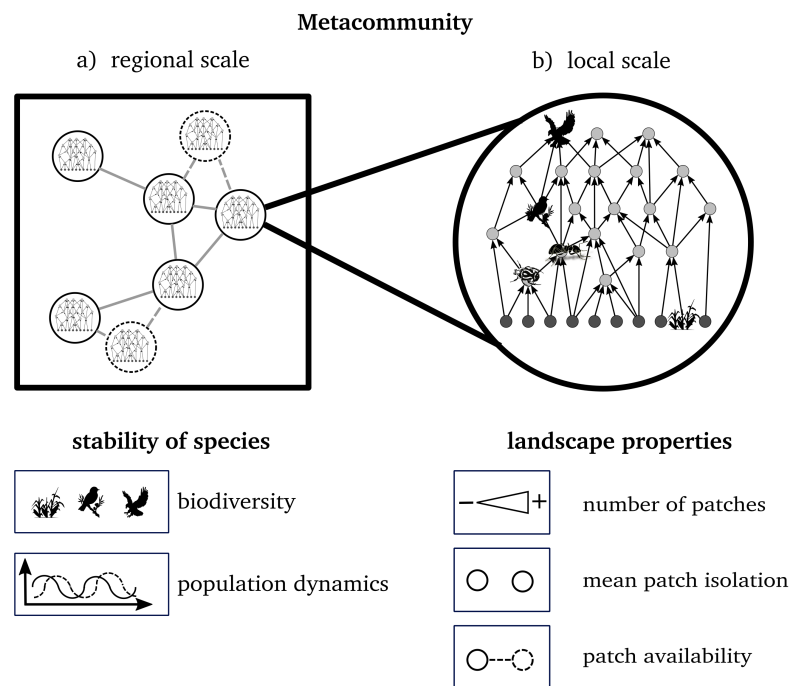 Metacommunity
a) regional scale
b) local scale
stability of species
biodiversity
population dynamics
landscape properties
− +
number of patches
mean patch isolation
patch availability